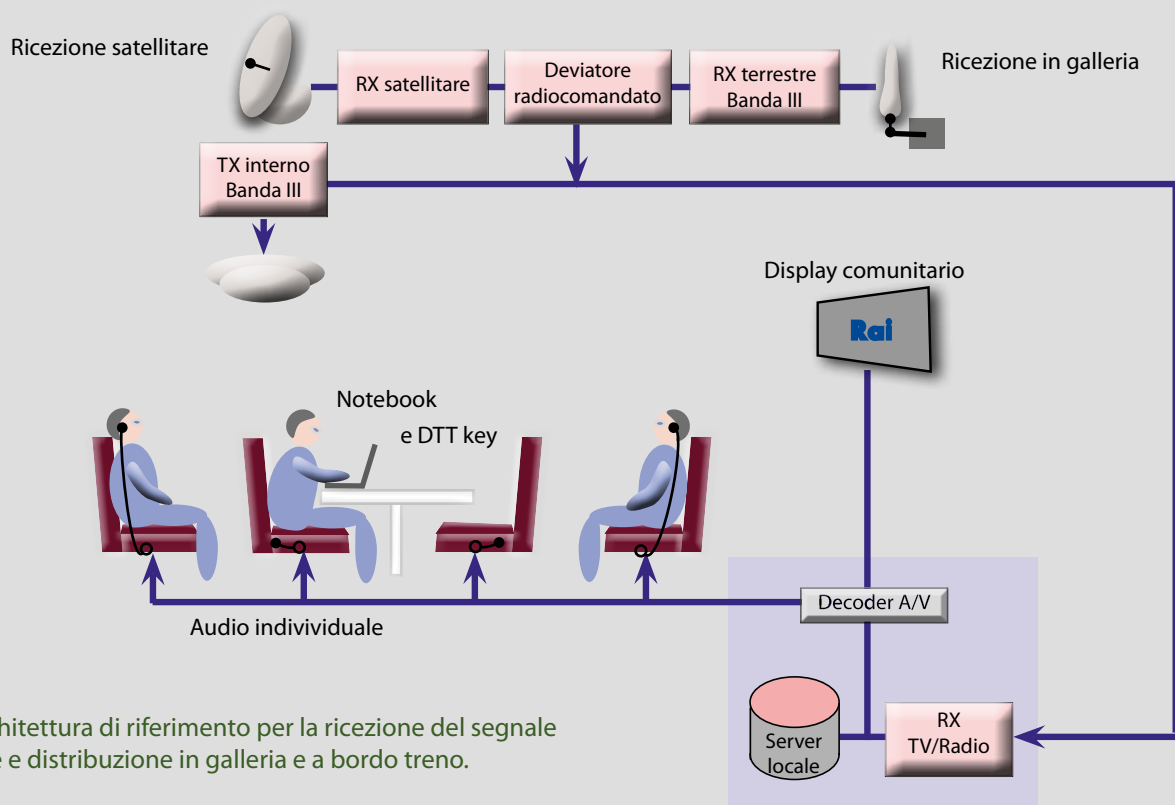 Ricezione satellitare
RX satellitare
Deviatore
radiocomandato
RX terrestre
Banda III
Ricezione in galleria
TX interno
Banda III
Display comunitario
Rai
Notebook
e DTT key
Audio indivividuale
Decoder A/V
Server
locale
RX
TV/Radio
chitettura di riferimento per la ricezione del segnale
e e distribuzione in galleria e a bordo treno.